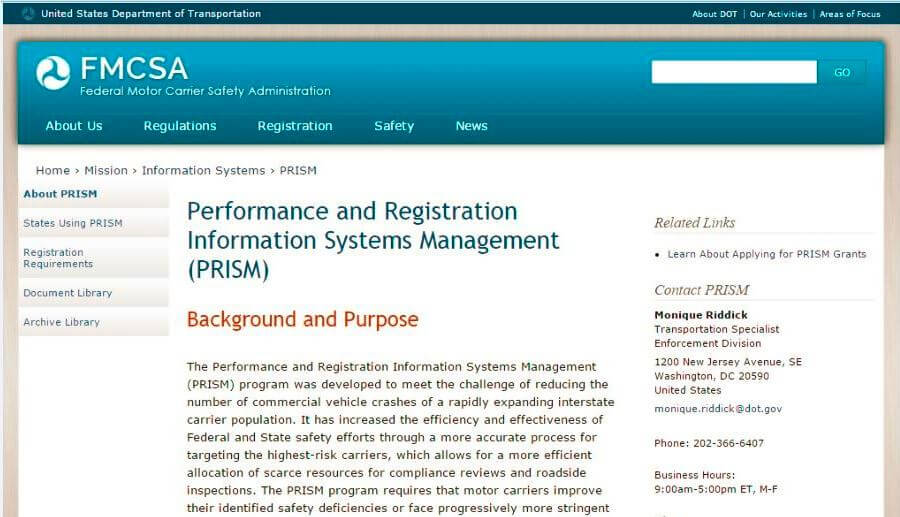 United States Department of Transportation
About DOT | Our Activities | Areas of Focus
FMCSA
Federal Motor Carrier Safety Administration
GO
About Us Regulations Registration Safety News
Home › Mission › Information Systems › PRISM
About PRISM
States Using PRISM
Registration
Requirements
Document Library
Archive Library
Performance and Registration
Information Systems Management
(PRISM)
Background and Purpose
The Performance and Registration Information Systems Management
(PRISM) program was developed to meet the challenge of reducing the
number of commercial vehicle crashes of a rapidly expanding interstate
carrier population. It has increased the efficiency and effectiveness of
Federal and State safety efforts through a more accurate process for
targeting the highest-risk carriers, which allows for a more efficient
allocation of scarce resources for compliance reviews and roadside
inspections. The PRISM program requires that motor carriers improve
their identified safety deficiencies or face progressively more stringent
Related Links
• Learn About Applying for PRISM Grants
Contact PRISM
Monique Riddick
Transportation Specialist
Enforcement Division
1200 New Jersey Avenue, SE
Washington, DC 20590
United States
monique.riddick@dot.gov
Phone: 202-366-6407
Business Hours:
9:00am-5:00pm ET, M-F